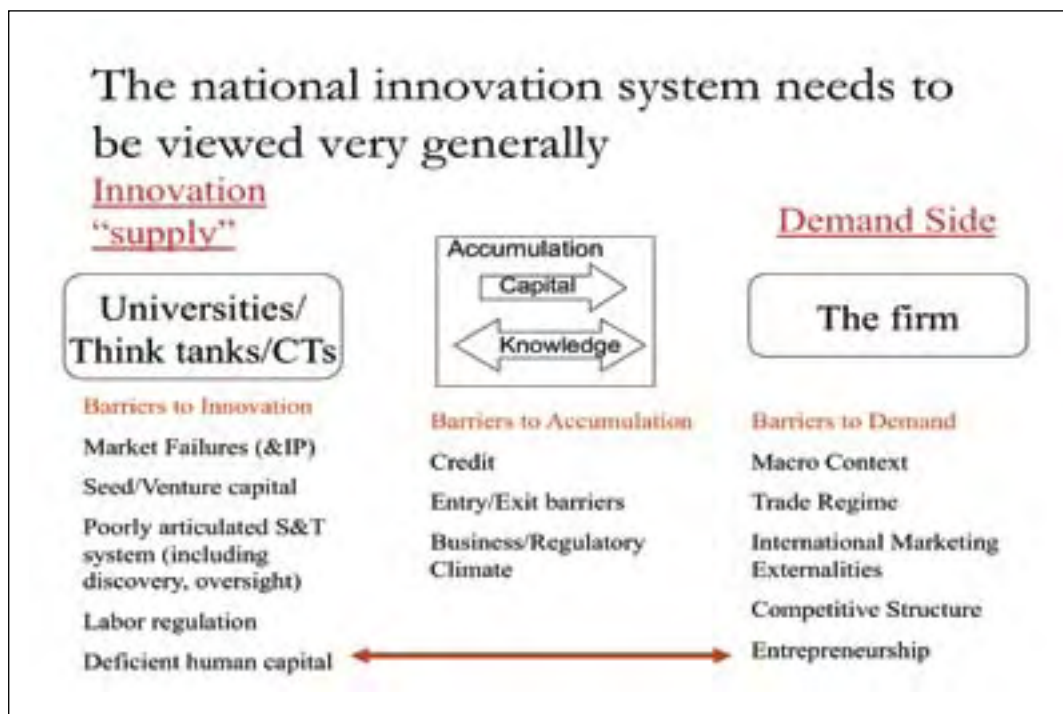 The national innovation system needs to
be viewed very generally
Innovation
“supply”
Universities/
Think tanks/CTs
Barriers to Innovation
Market Failures (&IP)
Seed/Venture capital
Poorly articulated S&T
system (including
discovery, oversight)
Labor regulation
Deficient human capital
Accumulation
Capital
Knowledge
Barriers to Accumulation
Credit
Entry/Exit barriers
Business/Regulatory
Climate
Demand Side
The firm
Barriers to Demand
Macro Context
Trade Regime
International Marketing
Externalities
Competitive Structure
Entrepreneurship